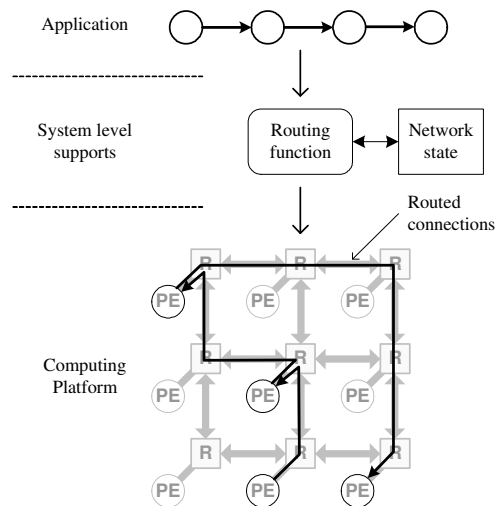 Application
System level
supports
Routing
function
Network
state
Routed
connections
R R R
PE PE PE
Computing
Platform
R R R
PE PE PE
R R R
PE PE PE